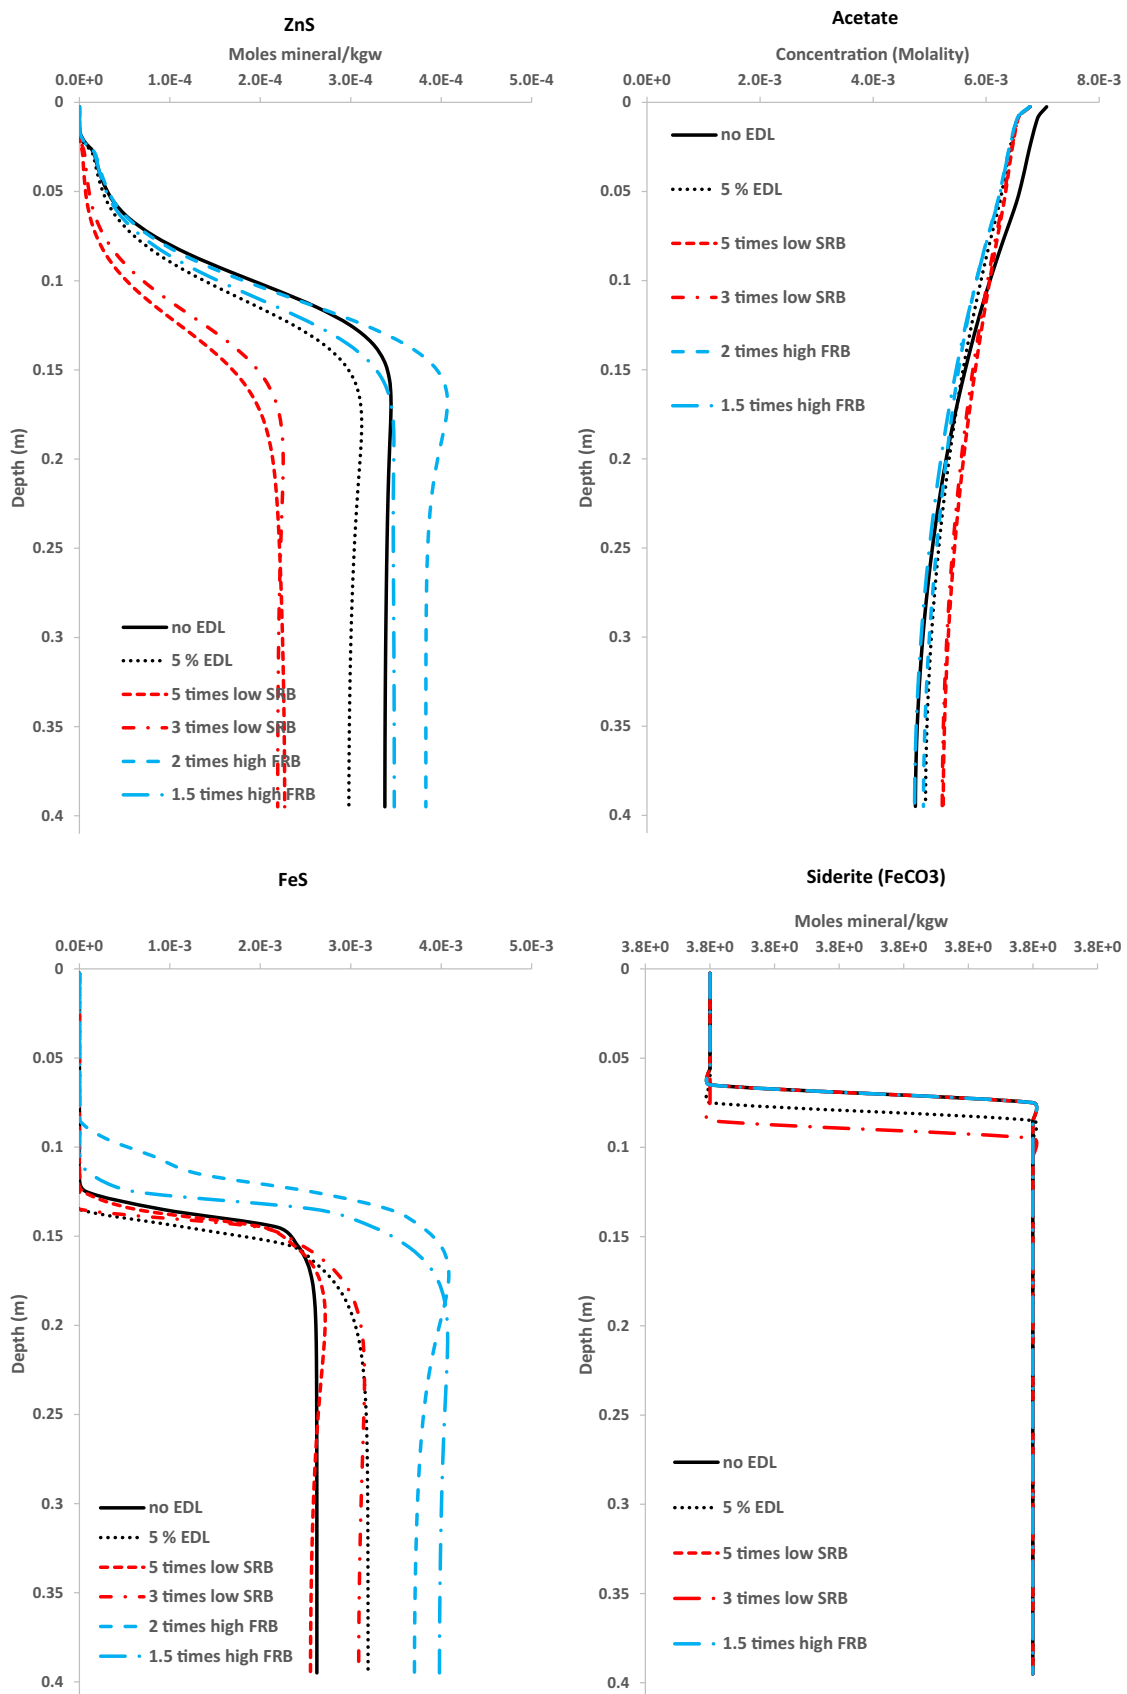 ZnS
Moles mineral/kgw
0.0E+0 1.0E-4 2.0E-4 3.0E-4 4.0E-4 5.0E-4
0
0.05
0.1
0.15
0.2
0.25
0.3
0.35
0.4
Depth (m)
no EDL
5 % EDL
5 times low SRB
3 times low SRB
2 times high FRB
1.5 times high FRB
Acetate
Concentration (Molality)
0.0E+0 2.0E-3 4.0E-3 6.0E-3 8.0E-3
0
0.05
0.1
0.15
0.2
0.25
0.3
0.35
0.4
Depth (m)
no EDL
5 % EDL
5 times low SRB
3 times low SRB
2 times high FRB
1.5 times high FRB
FeS
0.0E+0 1.0E-3 2.0E-3 3.0E-3 4.0E-3 5.0E-3
0
0.05
0.1
0.15
0.2
0.25
0.3
0.35
0.4
Depth (m)
no EDL
5 % EDL
5 times low SRB
3 times low SRB
2 times high FRB
1.5 times high FRB
Siderite (FeCO3)
Moles mineral/kgw
3.8E+0 3.8E+0 3.8E+0 3.8E+0 3.8E+0 3.8E+0 3.8E+0 3.8E+0
0
0.05
0.1
0.15
0.2
0.25
0.3
0.35
0.4
Depth (m)
no EDL
5 % EDL
5 times low SRB
3 times low SRB
1.5 times high FRB